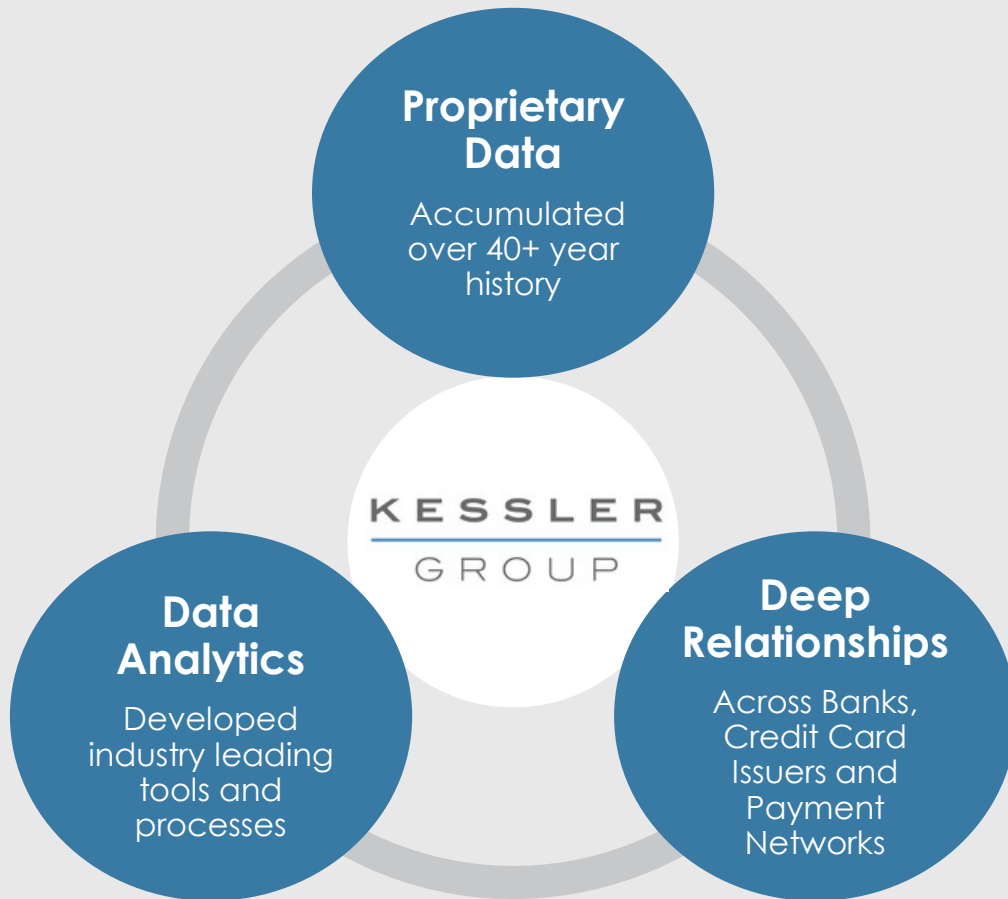 Proprietary
Data
Accumulated
over 40+ year
history
KESSLER
GROUP
Data
Analytics
Developed
industry leading
tools and
processes
Deep
Relationships
Across Banks,
Credit Card
Issuers and
Payment
Networks